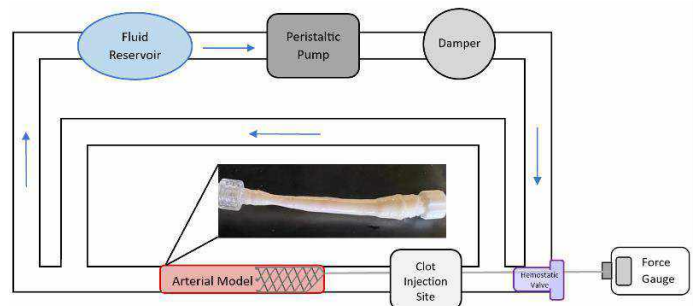 Fluid
Reservoir
Peristaltic
Pump
Damper
Arterial Model
Clot
Injection
Site
Hemostatic
Valve
Force
Gauge